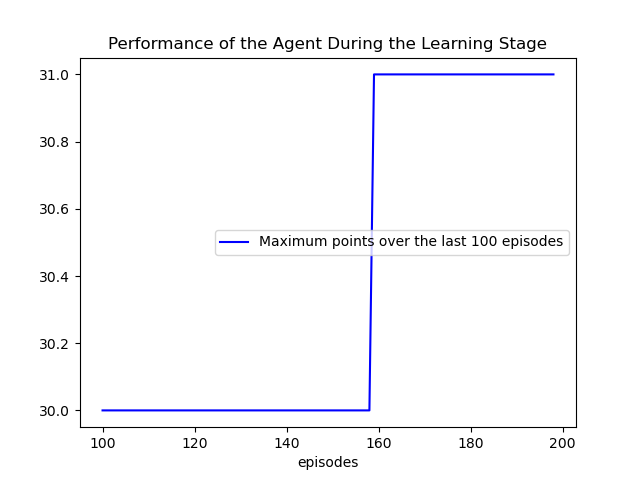 Performance of the Agent During the Learning Stage
31.0
30.8
30.6
Maximum points over the last 100 episodes
30.4
30.2
30.0
100 120 140 160 180 200
episodes